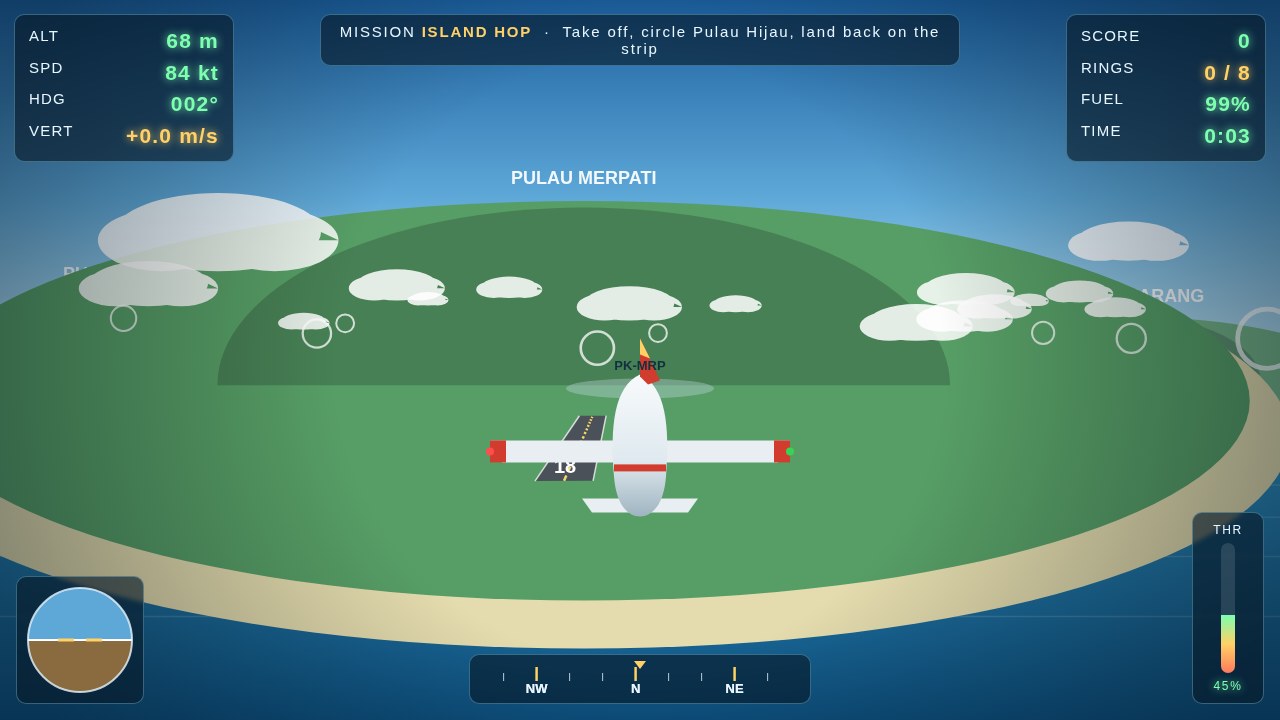 ALT 68 m
SPD 84 kt
HDG 002°
VERT +0.0 m/s
MISSION ISLAND HOP · Take off, circle Pulau Hijau, land back on the
strip
SCORE 0
RINGS 0 / 8
FUEL 99%
TIME 0:03
PULAU MERPATI
PK-MRP
18
THR
45%
NW N NE